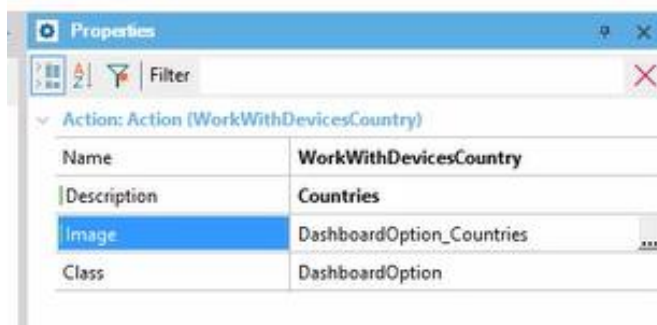 Properties
Filter
Action: Action (WorkWithDevicesCountry)
Name WorkWithDevicesCountry
Description Countries
Image DashboardOption_Countries ...
Class DashboardOption